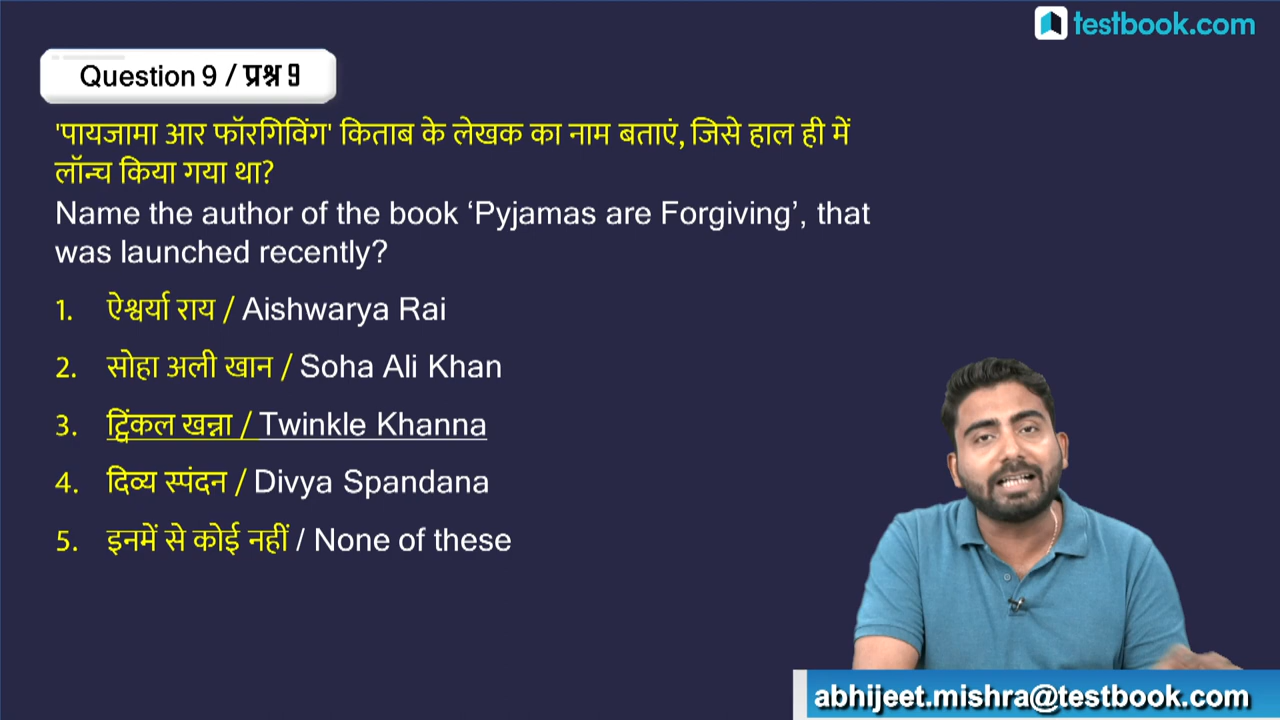 testbook.com
Question 9 / प्रश्न 9
'पायजामा आर फॉरगिविंग' किताब के लेखक का नाम बताएं, जिसे हाल ही में
लॉन्च किया गया था?
Name the author of the book ‘Pyjamas are Forgiving’, that
was launched recently?
1. ऐश्वर्या राय / Aishwarya Rai
2. सोहा अली खान / Soha Ali Khan
3. ट्विंकल खन्ना / Twinkle Khanna
4. दिव्य स्पंदन / Divya Spandana
5. इनमें से कोई नहीं / None of these
abhijeet.mishra@testbook.com